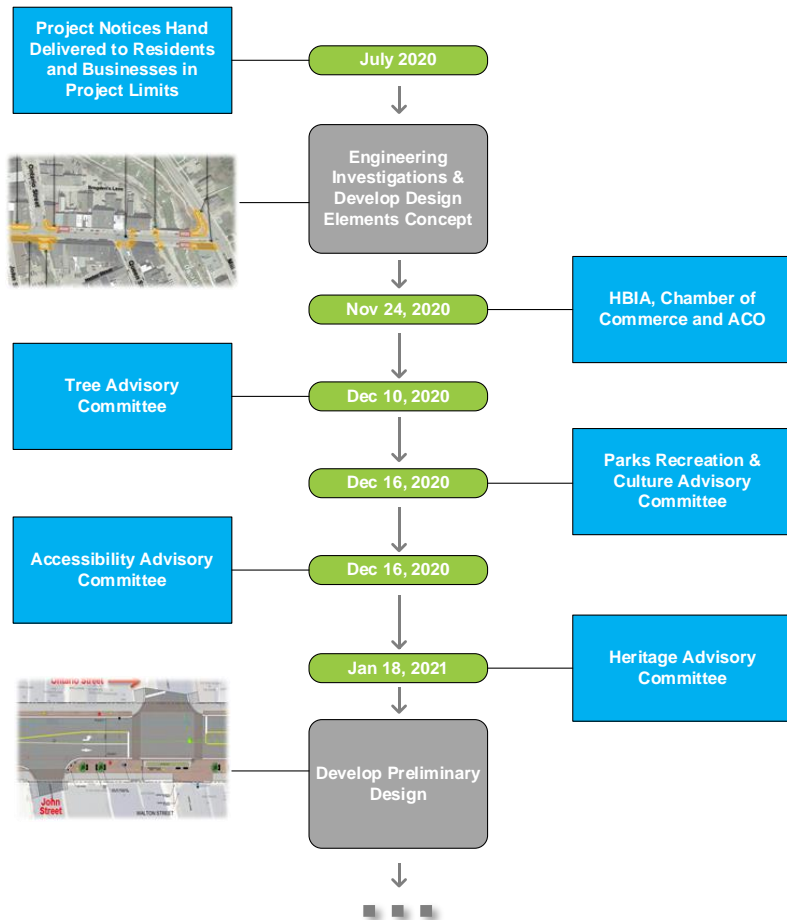 Project Notices Hand
Delivered to Residents
and Businesses in
Project Limits
July 2020
Engineering
Investigations &
Develop Design
Elements Concept
Ontario Street
Nov 24, 2020
HBIA, Chamber of
Commerce and ACO
Tree Advisory
Committee
Dec 10, 2020
Dec 16, 2020
Parks Recreation &
Culture Advisory
Committee
Accessibility Advisory
Committee
Dec 16, 2020
Jan 18, 2021
Heritage Advisory
Committee
Ontario Street
Develop Preliminary
Design
John
Street
WALTON STREET